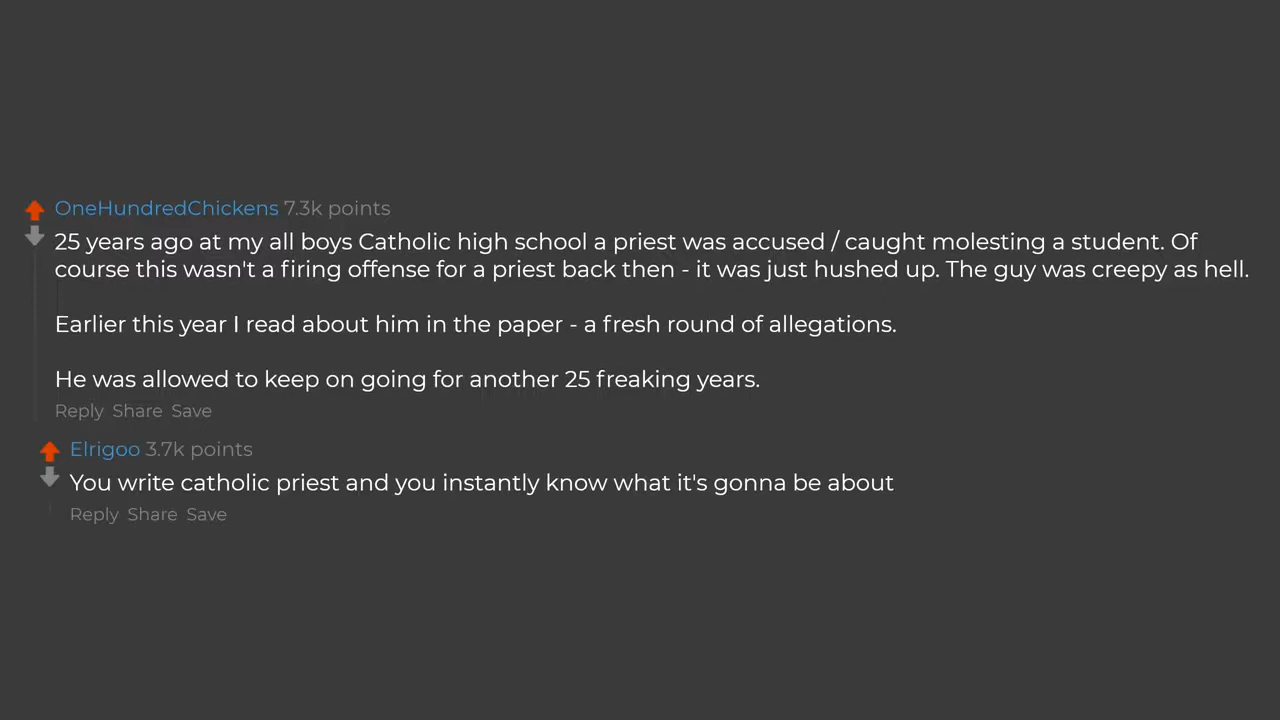 OneHundredChickens 7.3k points
25 years ago at my all boys Catholic high school a priest was accused / caught molesting a student. Of
course this wasn't a firing offense for a priest back then - it was just hushed up. The guy was creepy as hell.
Earlier this year I read about him in the paper - a fresh round of allegations.
He was allowed to keep on going for another 25 freaking years.
Reply Share Save
Elrigoo 3.7k points
You write catholic priest and you instantly know what it's gonna be about
Reply Share Save